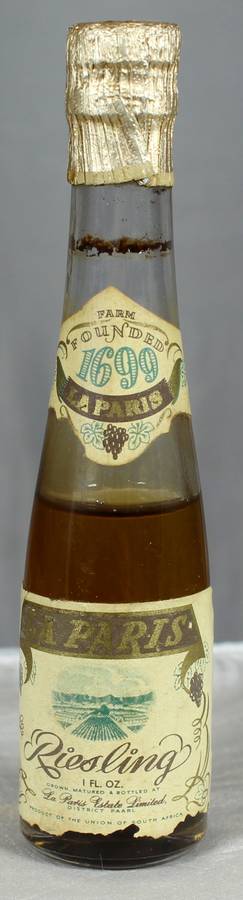 FARM
FOUNDED
1699
LA PARIS
LA PARIS
Riesling
1 FL. OZ.
GROWN, MATURED & BOTTLED AT
La Paris Estate Limited,
DISTRICT PAARL
PRODUCT OF THE UNION OF SOUTH AFRICA